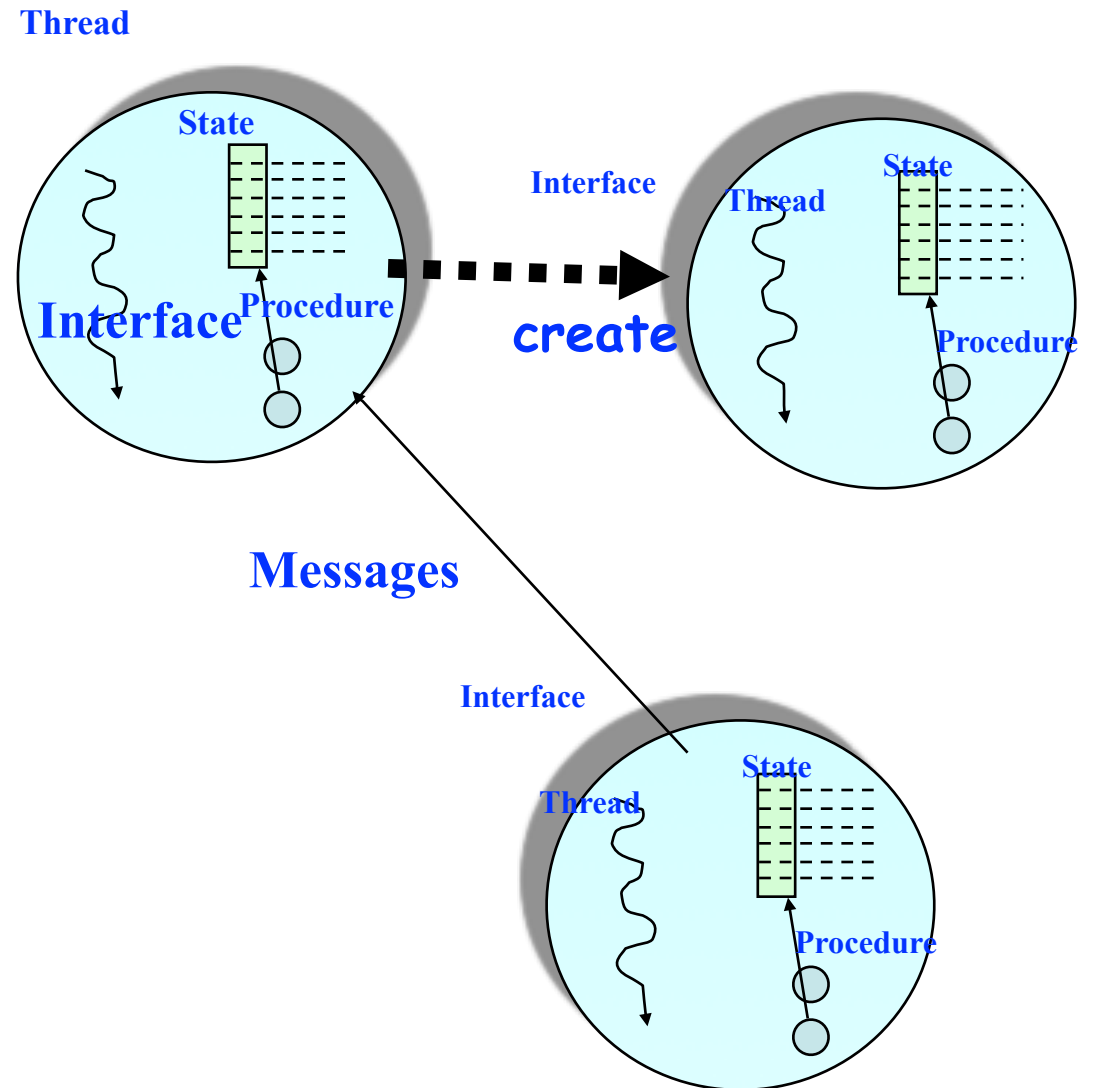 Thread
State
Interface
State
Thread
Interface
Procedure
create
Procedure
Messages
Interface
State
Thread
Procedure